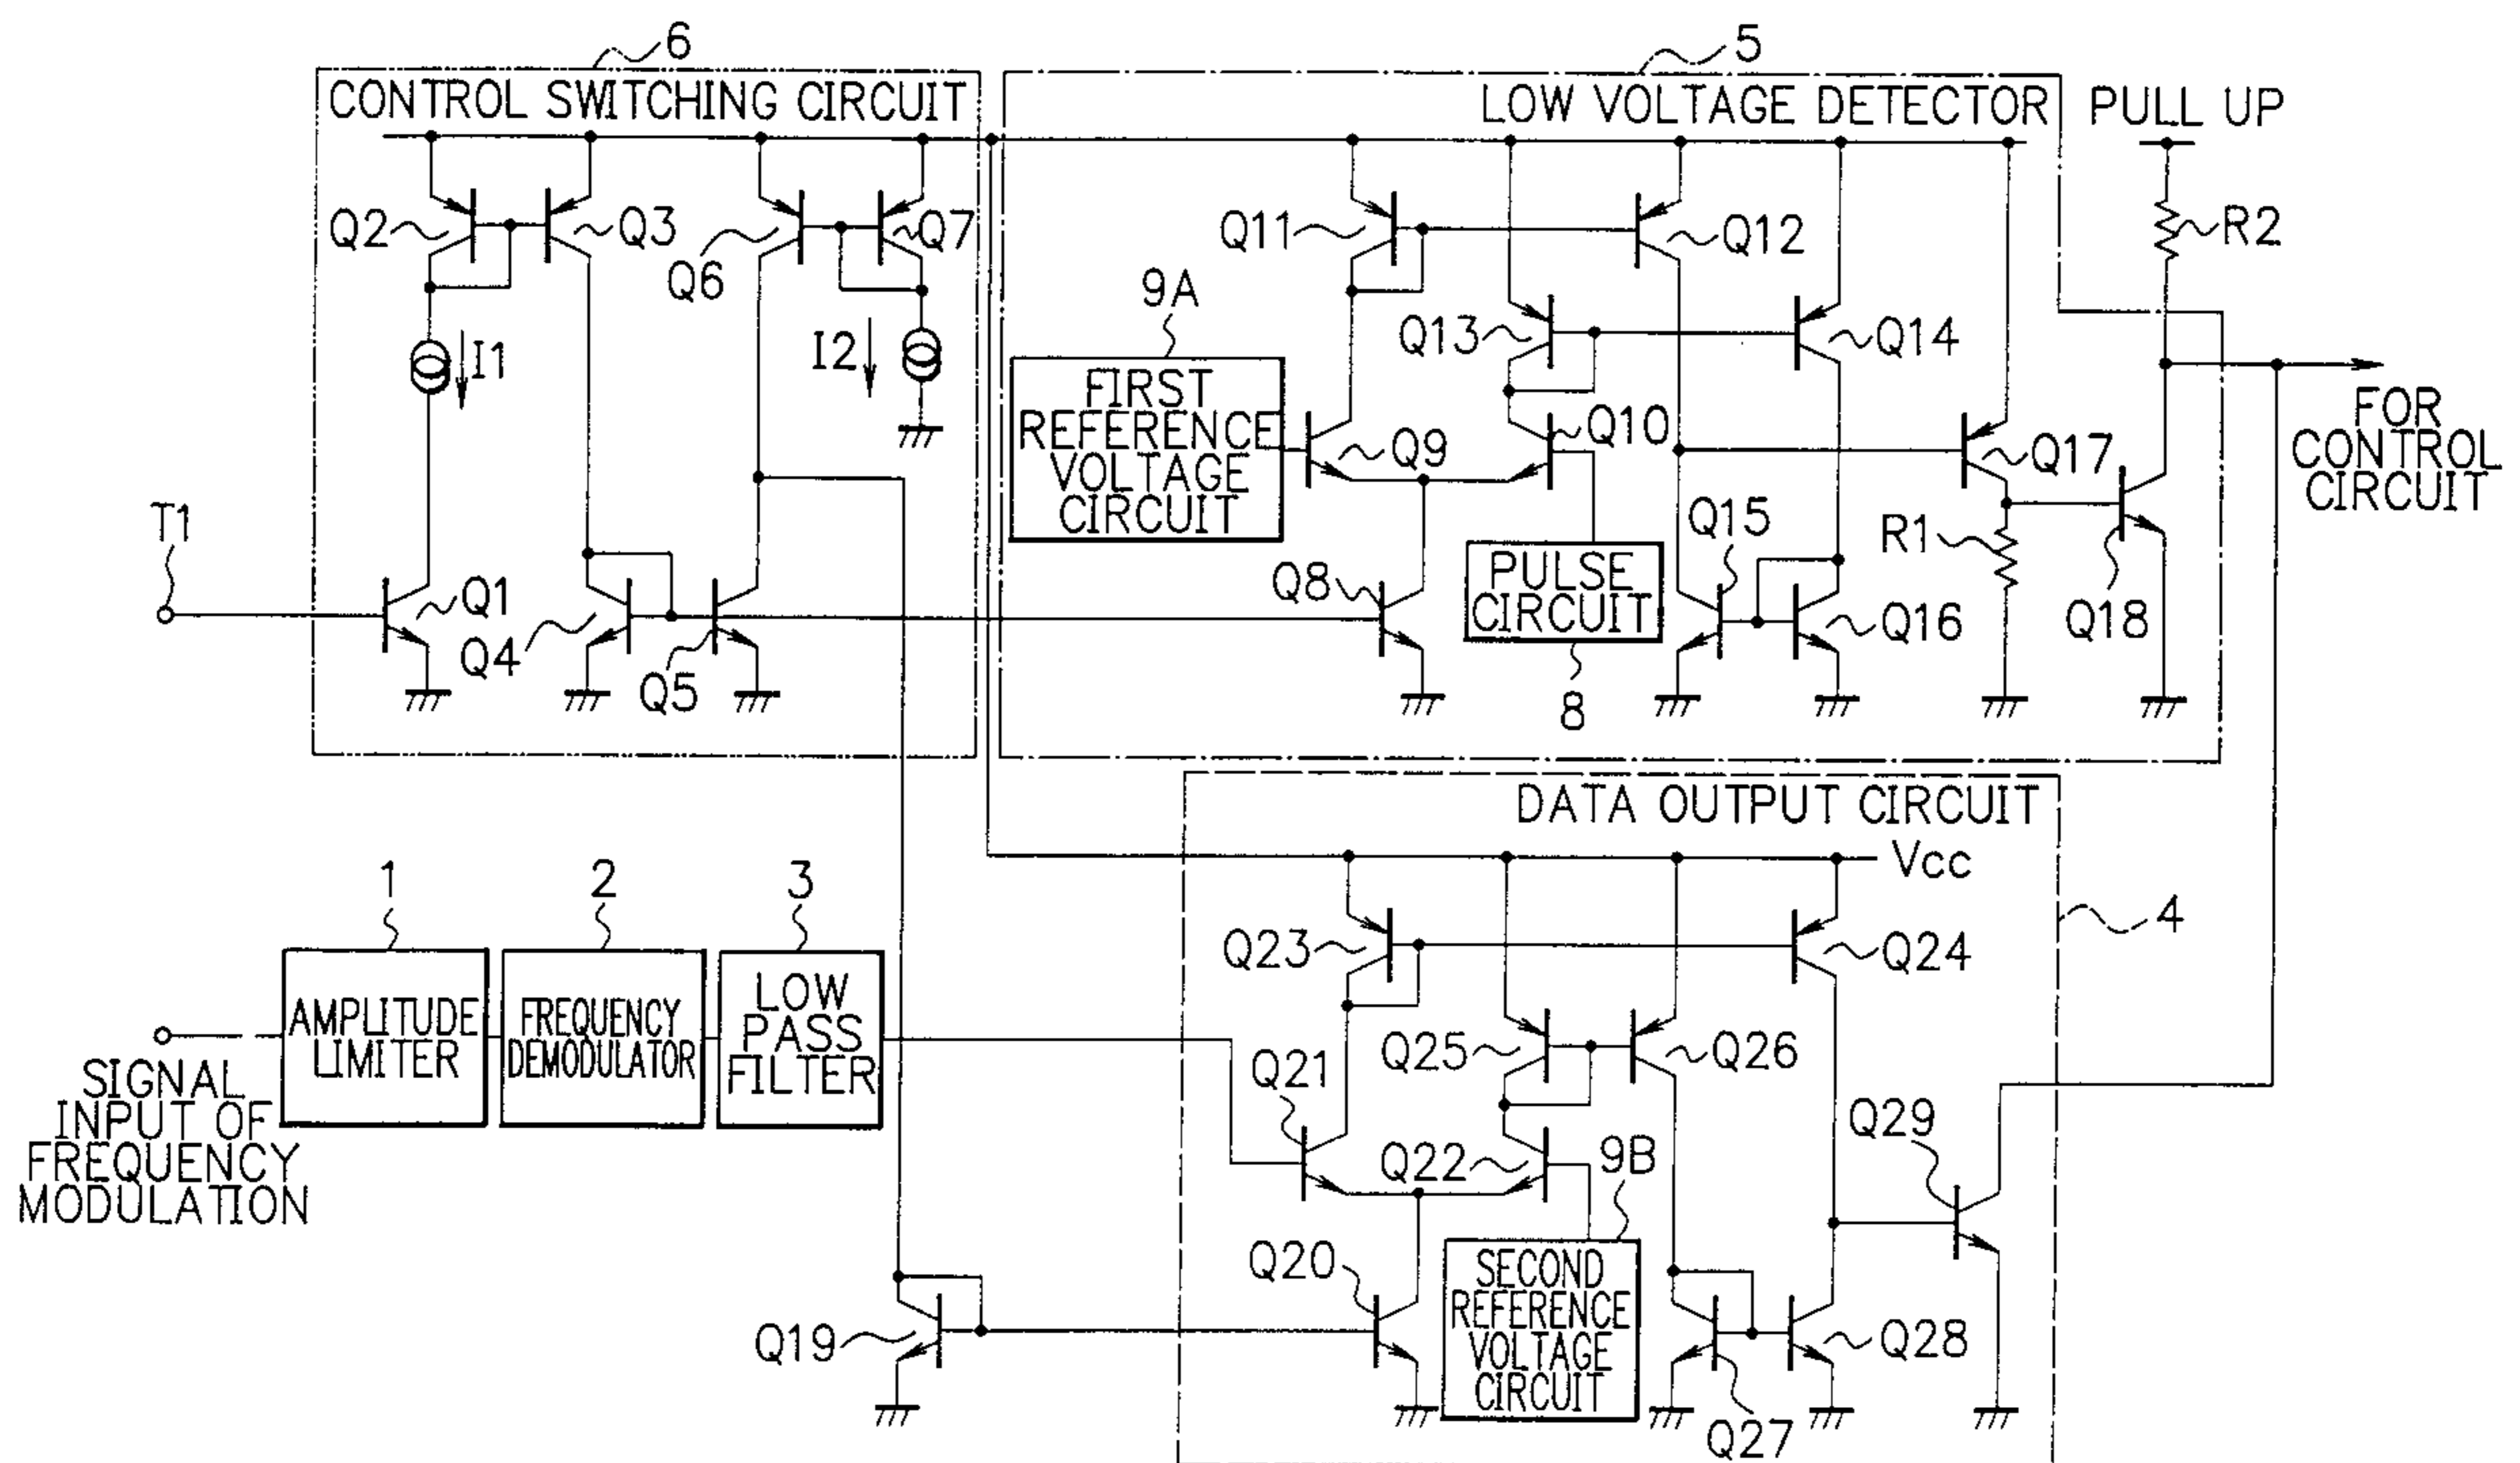 6
5
CONTROL SWITCHING CIRCUIT
LOW VOLTAGE DETECTOR
PULL UP
Q2
Q3
Q6
Q7
Q11
Q12
R2
9A
Q13
Q14
I1
I2
FIRST
REFERENCE
VOLTAGE
CIRCUIT
Q9
Q10
Q17
FOR
CONTROL
CIRCUIT
T1
Q15
R1
Q1
Q4
Q5
Q8
PULSE
CIRCUIT
Q16
Q18
8
DATA OUTPUT CIRCUIT
Vcc
1
2
3
4
Q23
Q24
AMPLITUDE
LIMITER
FREQUENCY
DEMODULATOR
LOW
PASS
FILTER
SIGNAL
INPUT OF
FREQUENCY
MODULATION
Q25
Q26
Q21
Q22
9B
Q29
Q20
SECOND
REFERENCE
VOLTAGE
CIRCUIT
Q19
Q28
Q27